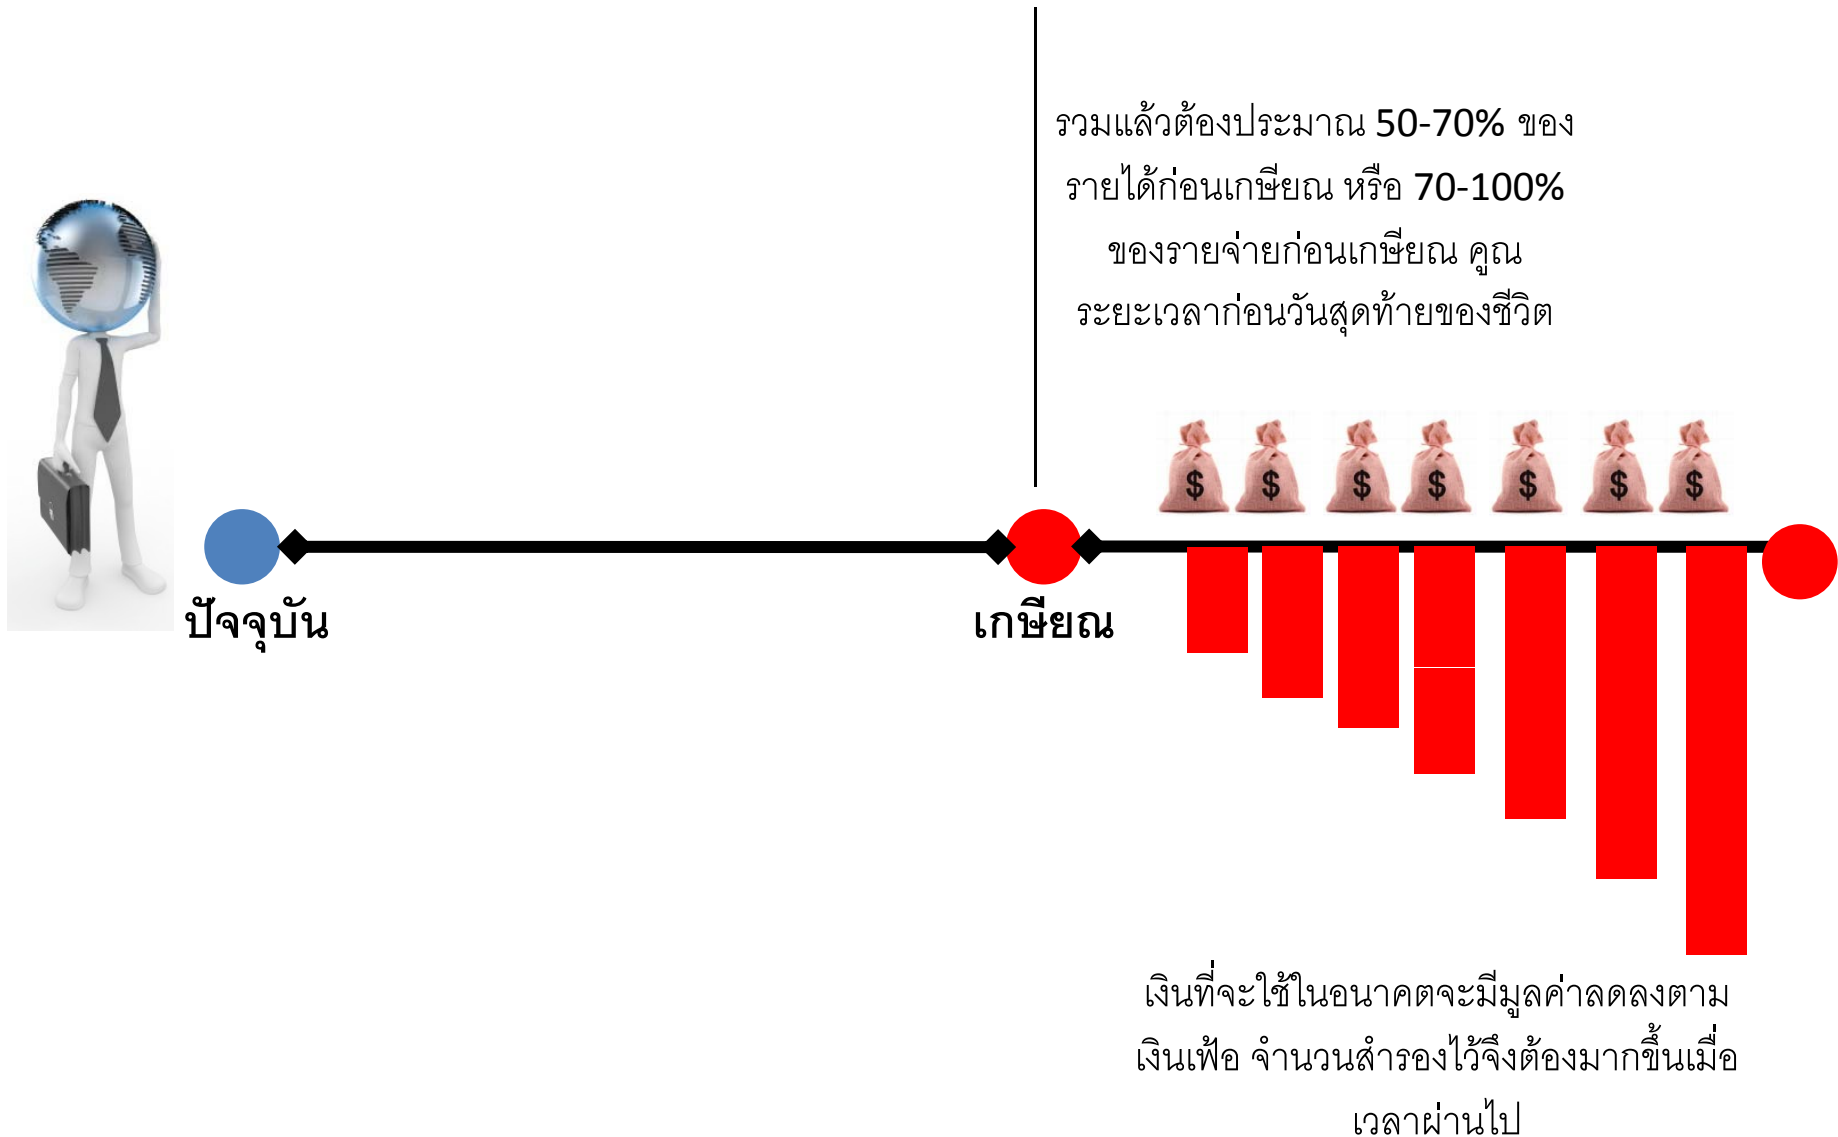 รวมแล้วต้องประมาณ 50-70% ของ
รายได้ก่อนเกษียณ หรือ 70-100%
ของรายจ่ายก่อนเกษียณ คูณ
ระยะเวลาก่อนวันสุดท้ายของชีวิต
$ $ $ $ $ $ $
ปัจจุบัน
เกษียณ
เงินที่จะใช้ในอนาคตจะมีมูลค่าลดลงตาม
เงินเฟ้อ จำนวนสำรองไว้จึงต้องมากขึ้นเมื่อ
เวลาผ่านไป